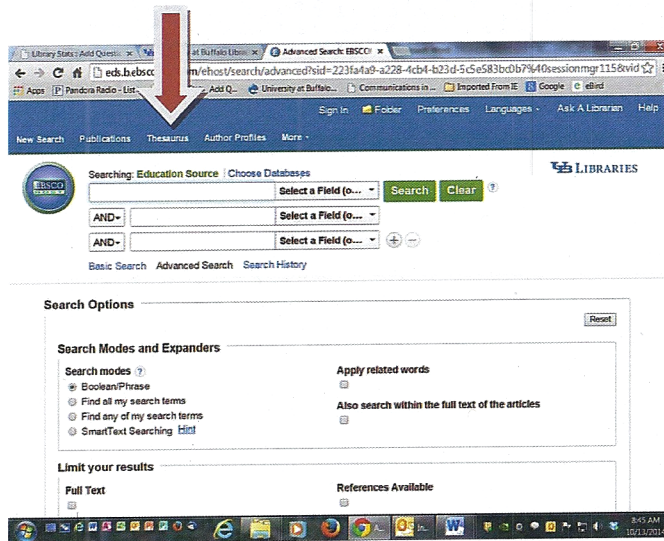 Library Stats: Add Questi
at Buffalo Libra
Advanced Search: EBSCO
eds.b.ebsco m/ehost/search/advanced?sid=223fa4a9-a228-4cb4-b23d-5c5e583bc0b7%40sessionmgr115&vid
Apps Pandora Radio - List Add Q... University at Buffalo... Communications in ... Imported From IE Google eBird
Sign In Folder Preferences Languages Ask A Librarian Help
New Search Publications Thesaurus Author Profiles More
EBSCO
Searching: Education Source Choose Databases
UB LIBRARIES
Select a Field (o... Search Clear ?
AND Select a Field (o...
AND Select a Field (o... + −
Basic Search Advanced Search Search History
Search Options
Reset
Search Modes and Expanders
Search modes ? Apply related words
Boolean/Phrase
Find all my search terms Also search within the full text of the articles
Find any of my search terms
SmartText Searching Hint
Limit your results
Full Text References Available
8:45 AM
10/13/2014